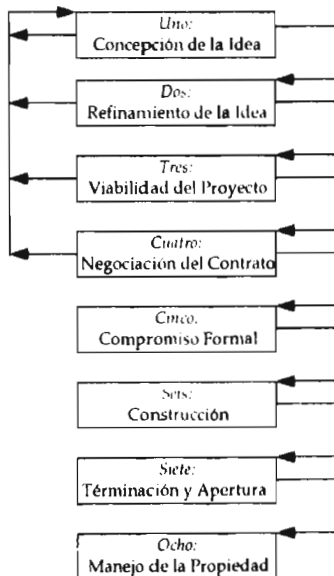 Uno:
Concepción de la Idea
Dos:
Refinamiento de la Idea
Tres:
Viabilidad del Proyecto
Cuatro:
Negociación del Contrato
Cinco:
Compromiso Formal
Seis:
Construcción
Siete:
Términación y Apertura
Ocho:
Manejo de la Propiedad